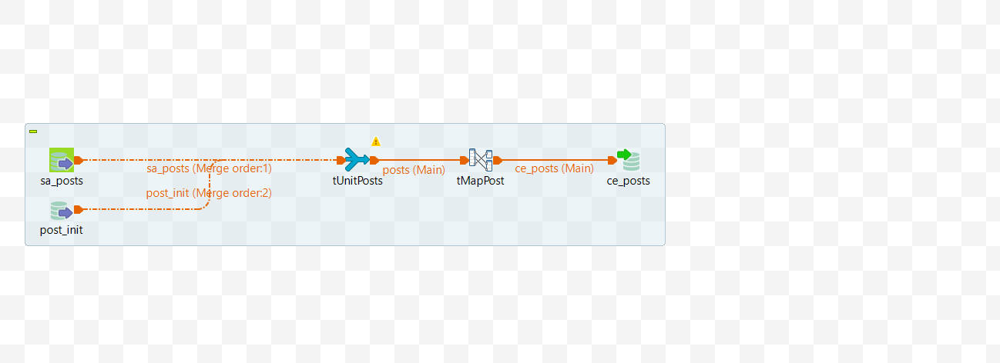 sa_posts (Merge order:1)
posts (Main)
ce_posts (Main)
sa_posts
tUnitPosts
tMapPost
ce_posts
post_init (Merge order:2)
post_init